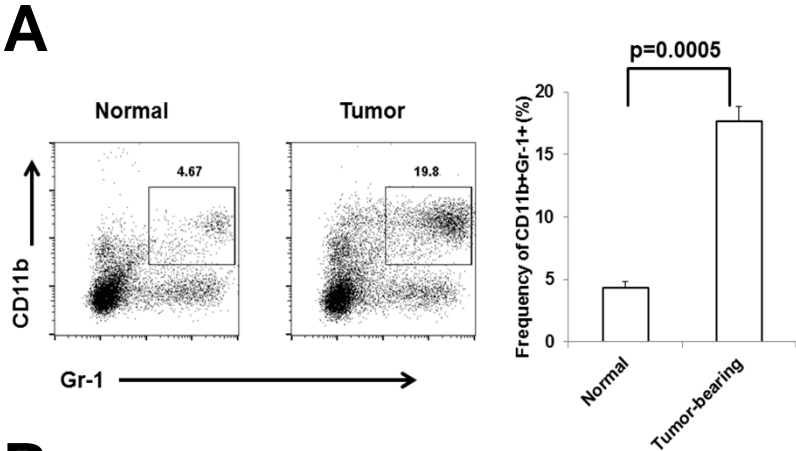 A
p=0.0005
Normal
Tumor
4.67
19.8
CD11b
Gr-1
Frequency of CD11b+Gr-1+ (%)
20
15
10
5
0
Normal
Tumor-bearing